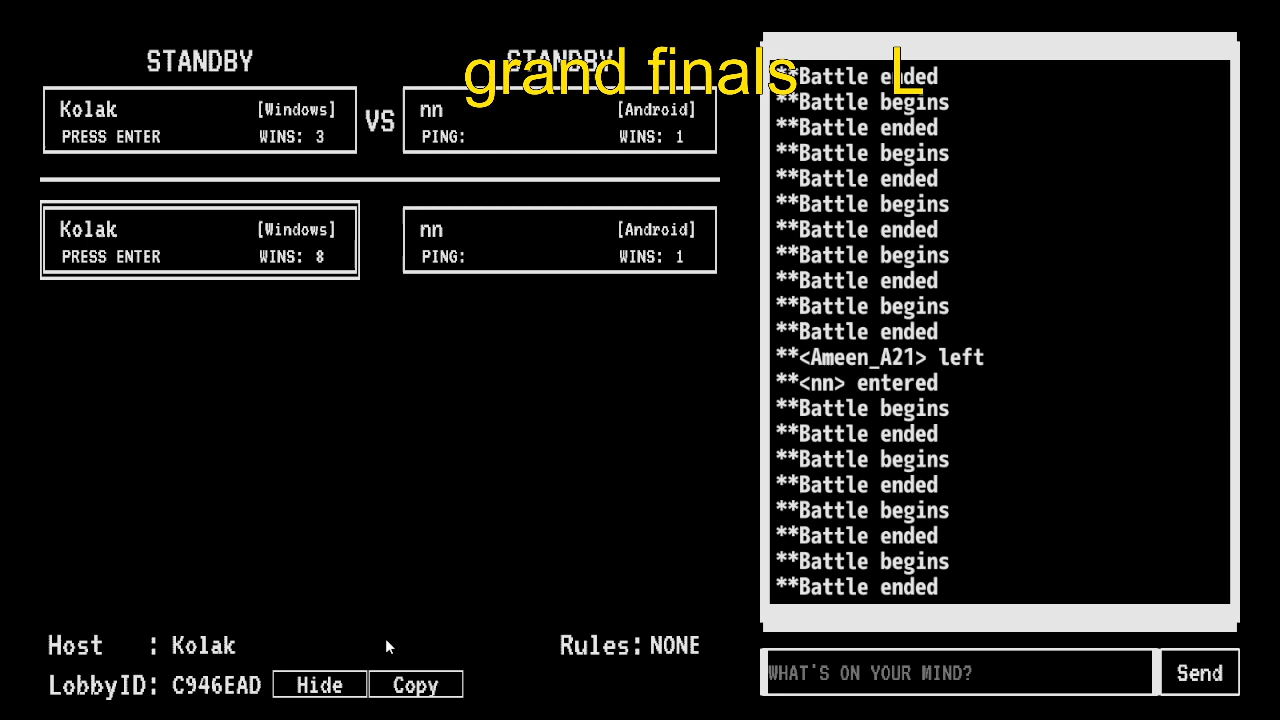 grand finals L
STANDBY
STANDBY
Kolak [Windows]
PRESS ENTER WINS: 3
VS
nn [Android]
PING: WINS: 1
Kolak [Windows]
PRESS ENTER WINS: 8
nn [Android]
PING: WINS: 1
**Battle ended
**Battle begins
**Battle ended
**Battle begins
**Battle ended
**Battle begins
**Battle ended
**Battle begins
**Battle ended
**Battle begins
**Battle ended
**<Ameen_A21> left
**<nn> entered
**Battle begins
**Battle ended
**Battle begins
**Battle ended
**Battle begins
**Battle ended
**Battle begins
**Battle ended
Host : Kolak
Rules: NONE
LobbyID: C946EAD Hide Copy
WHAT'S ON YOUR MIND? Send